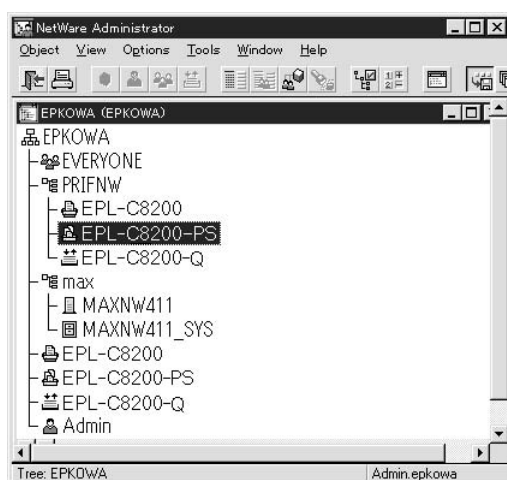 NetWare Administrator
Object View Options Tools Window Help
EPKOWA (EPKOWA)
EPKOWA
EVERYONE
PRIFNW
EPL-C8200
EPL-C8200-PS
EPL-C8200-Q
max
MAXNW411
MAXNW411_SYS
EPL-C8200
EPL-C8200-PS
EPL-C8200-Q
Admin
Tree: EPKOWA Admin.epkowa